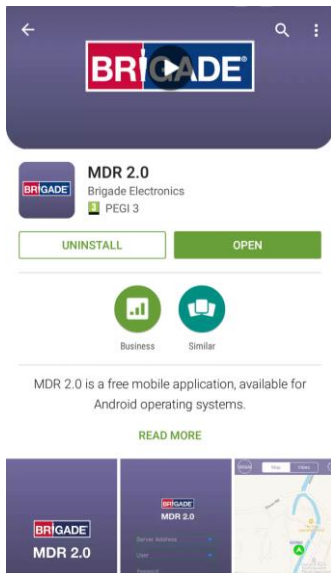 BRIGADE
BRIGADE
MDR 2.0
Brigade Electronics
3 PEGI 3
UNINSTALL
OPEN
Business
Similar
MDR 2.0 is a free mobile application, available for
Android operating systems.
READ MORE
BRIGADE
MDR 2.0
BRIGADE
MDR 2.0
Server Address
User
Password
Map
Video